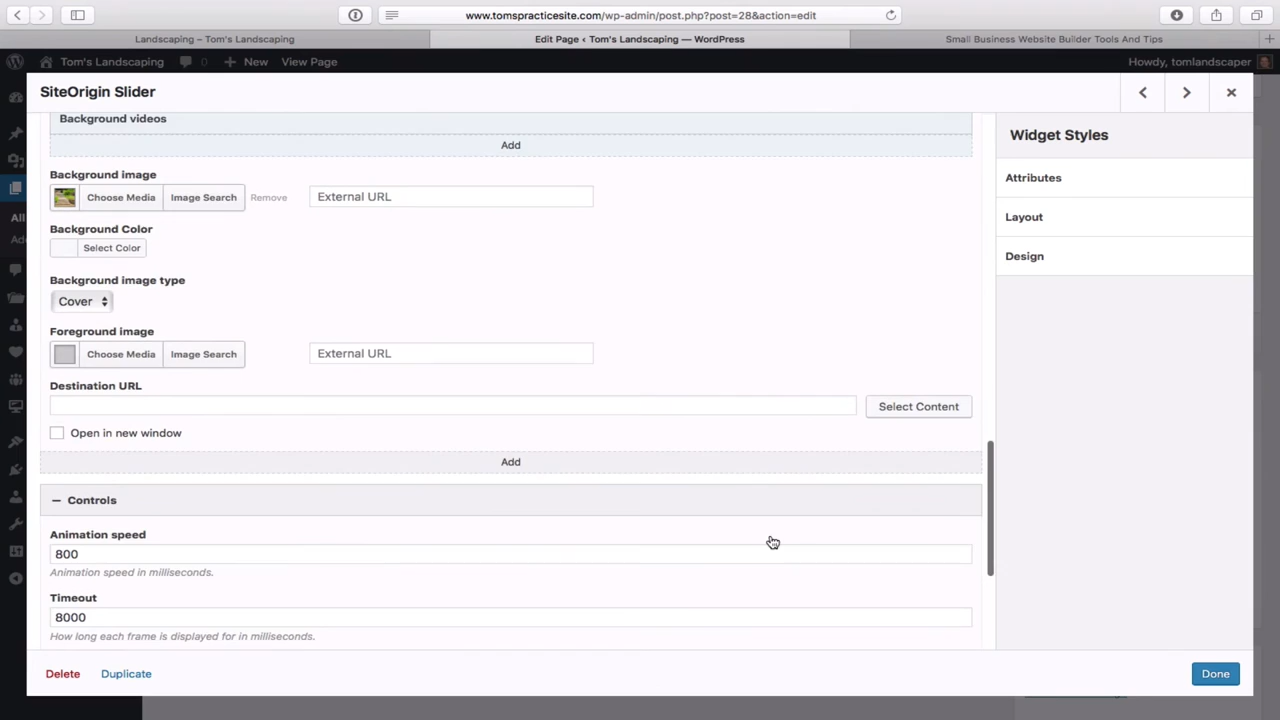 www.tomspracticesite.com/wp-admin/post.php?post=28&action=edit
Landscaping – Tom's Landscaping
Edit Page ‹ Tom's Landscaping — WordPress
Small Business Website Builder Tools And Tips
Tom's Landscaping
0
New
View Page
Howdy, tomlandscaper
SiteOrigin Slider
Background videos
Add
Background image
Choose Media
Image Search
Remove
External URL
Background Color
Select Color
Background image type
Cover
Foreground image
Choose Media
Image Search
External URL
Destination URL
Select Content
Open in new window
Add
Controls
Animation speed
800
Animation speed in milliseconds.
Timeout
8000
How long each frame is displayed for in milliseconds.
Delete
Duplicate
Done
Widget Styles
Attributes
Layout
Design
All